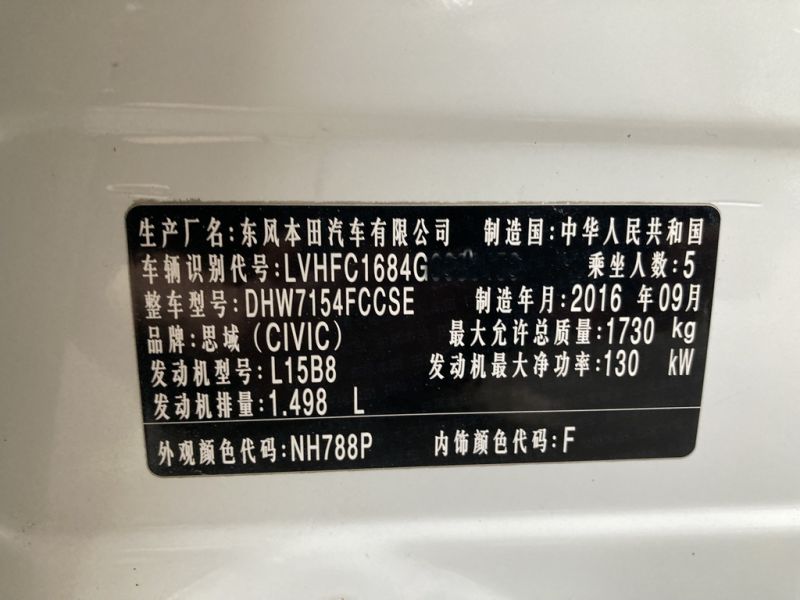 生产厂名:东风本田汽车有限公司 制造国:中华人民共和国
车辆识别代号:LVHFC1684G 乘坐人数:5
整车型号:DHW7154FCCSE 制造年月:2016 年09月
品牌:思域(CIVIC) 最大允许总质量:1730 kg
发动机型号:L15B8 发动机最大净功率:130 kW
发动机排量:1.498 L
外观颜色代码:NH788P 内饰颜色代码:F